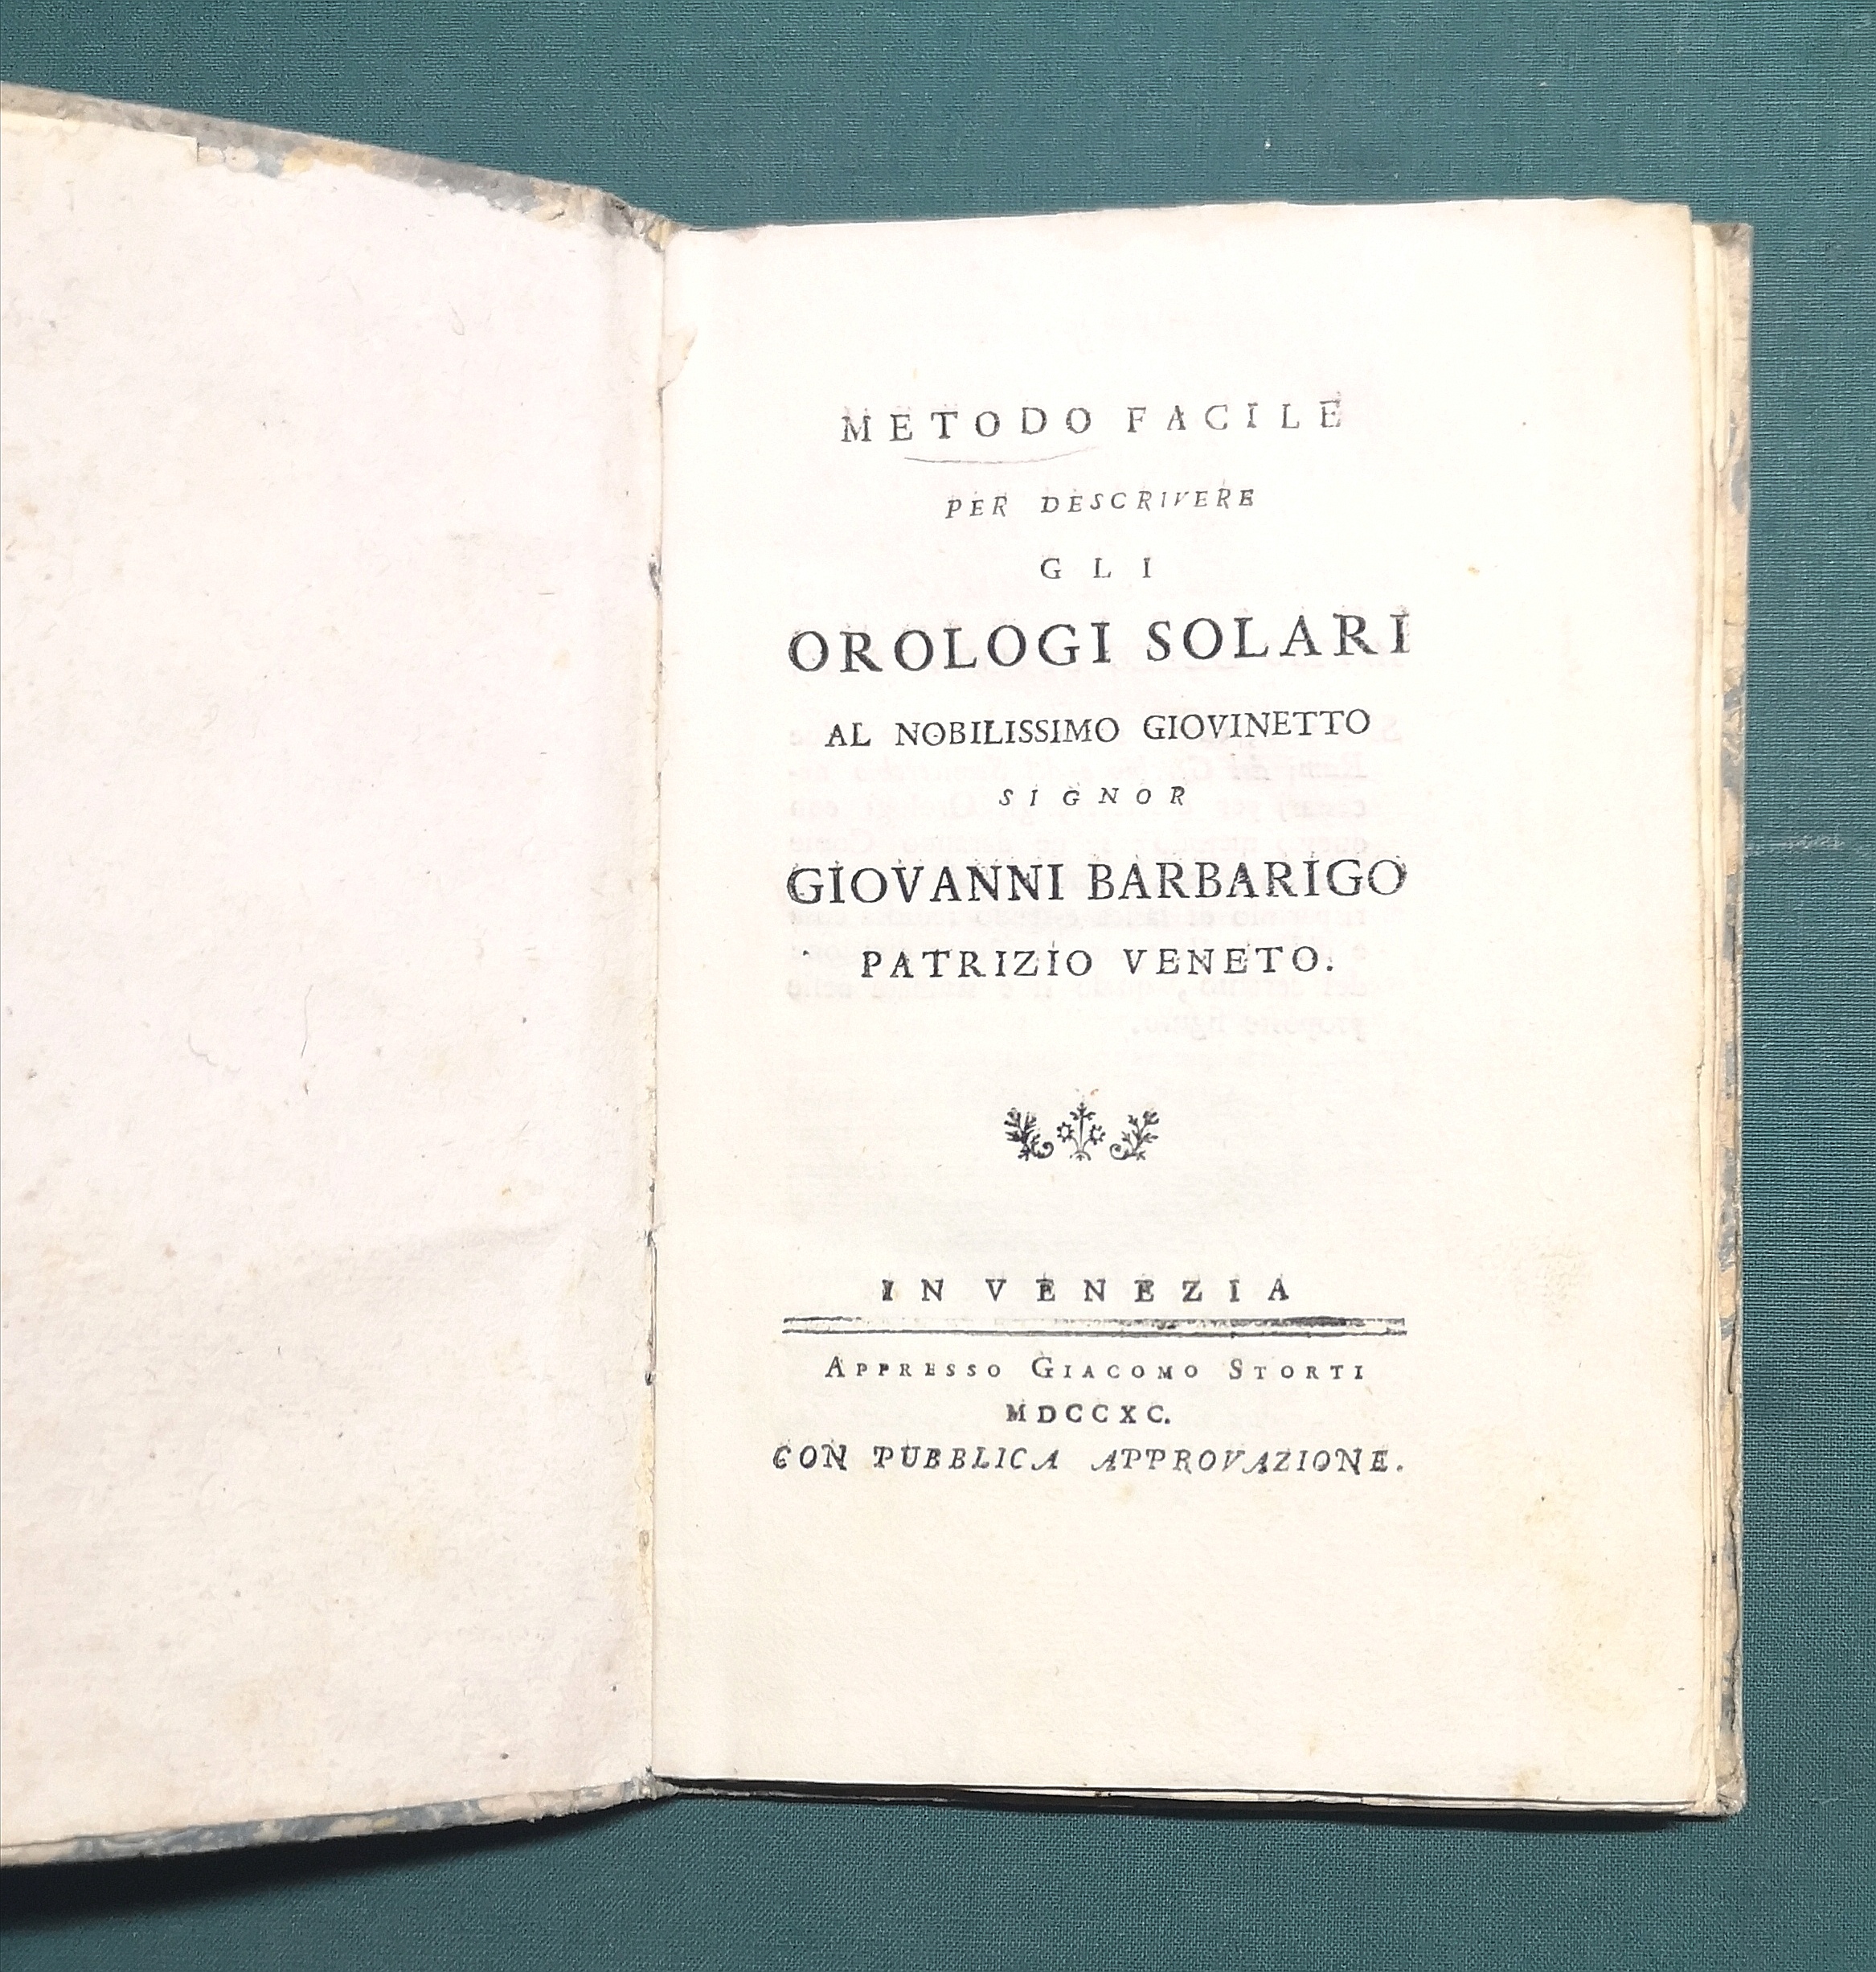 METODO FACILE
PER DESCRIVERE
GLI
OROLOGI SOLARI
AL NOBILISSIMO GIOVINETTO
SIGNOR
GIOVANNI BARBARIGO
PATRIZIO VENETO.
IN VENEZIA
APPRESSO GIACOMO STORTI
MDCCXC.
CON PUBBLICA APPROVAZIONE.